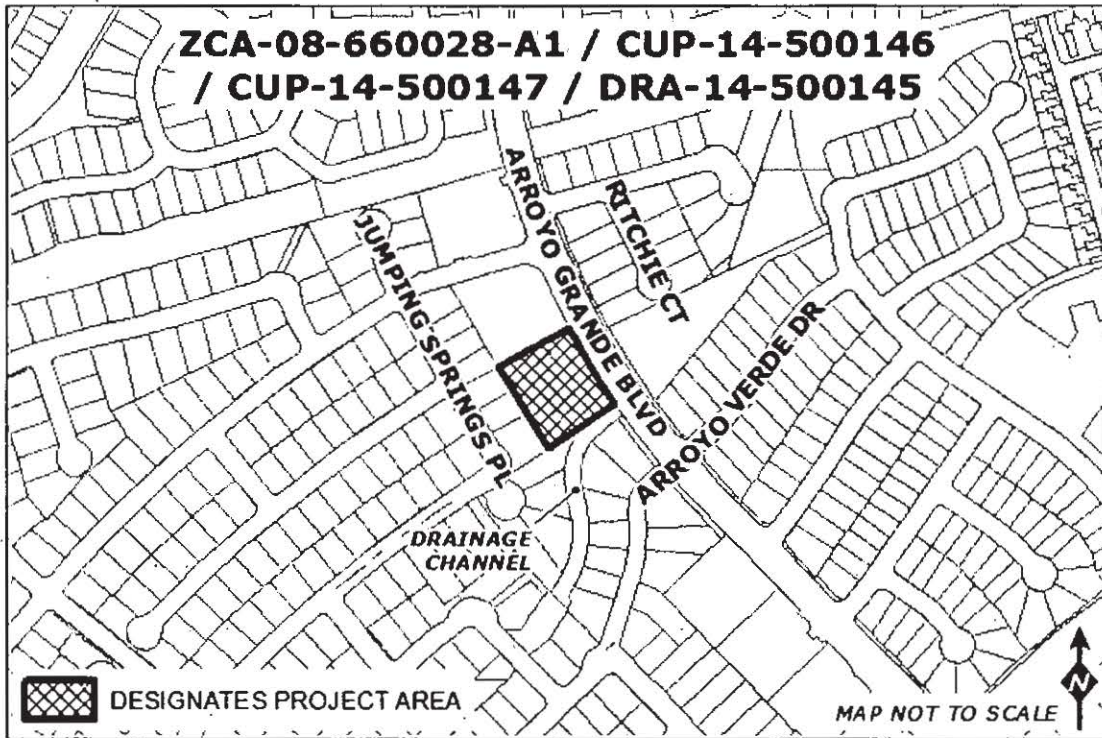 ZCA-08-660028-A1 / CUP-14-500146
/ CUP-14-500147 / DRA-14-500145
ARROYO GRANDE BLVD
RITCHIE CT
JUMPING SPRINGS PL
ARROYO VERDE DR
DRAINAGE
CHANNEL
DESIGNATES PROJECT AREA
MAP NOT TO SCALE
N